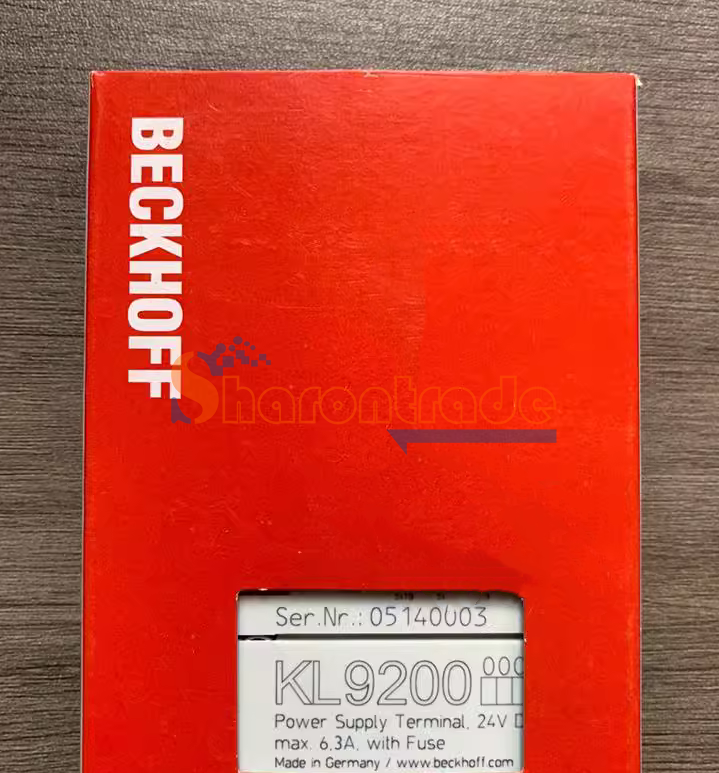 BECKHOFF
Sharontrade
Ser.Nr.: 05140003
KL9200
Power Supply Terminal, 24V D
max. 6,3A, with Fuse
Made in Germany / www.beckhoff.com